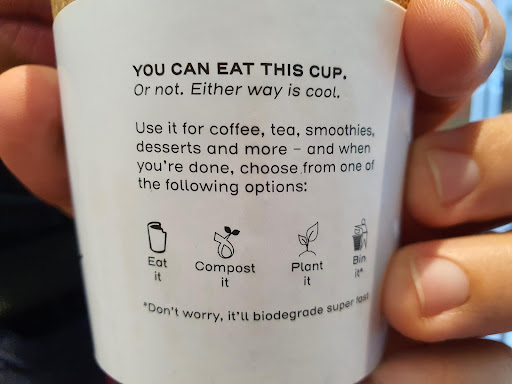 YOU CAN EAT THIS CUP.
Or not. Either way is cool.
Use it for coffee, tea, smoothies,
desserts and more – and when
you're done, choose from one of
the following options:
Eat it
Compost it
Plant it
Bin it*
*Don't worry, it'll biodegrade super fast